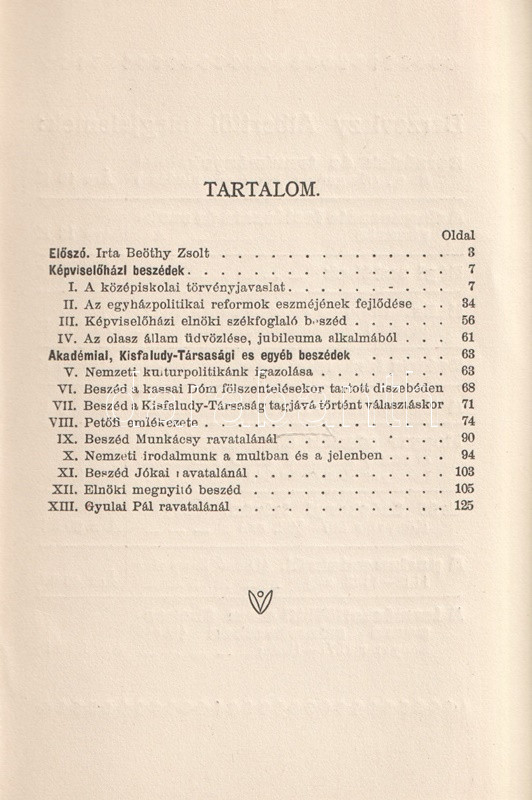 TARTALOM.
Oldal
Előszó. Irta Beöthy Zsolt . . . . . . . . . . . . . . . 3
Képviselőházi beszédek . . . . . . . . . . . . . . . . 7
I. A középiskolai törvényjavaslat . . . . . . . . . . 7
II. Az egyházpolitikai reformok eszméjének fejlődése . . 34
III. Képviselőházi elnöki székfoglaló beszéd . . . . . . 56
IV. Az olasz állam üdvözlése, jubileuma alkalmából . . 61
Akadémiai, Kisfaludy-Társasági es egyéb beszédek . . . . . 63
V. Nemzeti kulturpolitikánk igazolása . . . . . . . . 63
VI. Beszéd a kassai Dóm fölszentelésekor tartott diszebéden 68
VII. Beszéd a Kisfaludy-Társaság tagjává történt választáskor 71
VIII. Petőfi emlékezete . . . . . . . . . . . . . . . 74
IX. Beszéd Munkácsy ravatalánál . . . . . . . . . . . 90
X. Nemzeti irodalmunk a multban és a jelenben . . . . 94
XI. Beszéd Jókai ravatalánál . . . . . . . . . . . . 103
XII. Elnöki megnyitó beszéd . . . . . . . . . . . . . 105
XIII. Gyulai Pál ravatalánál . . . . . . . . . . . . . 125